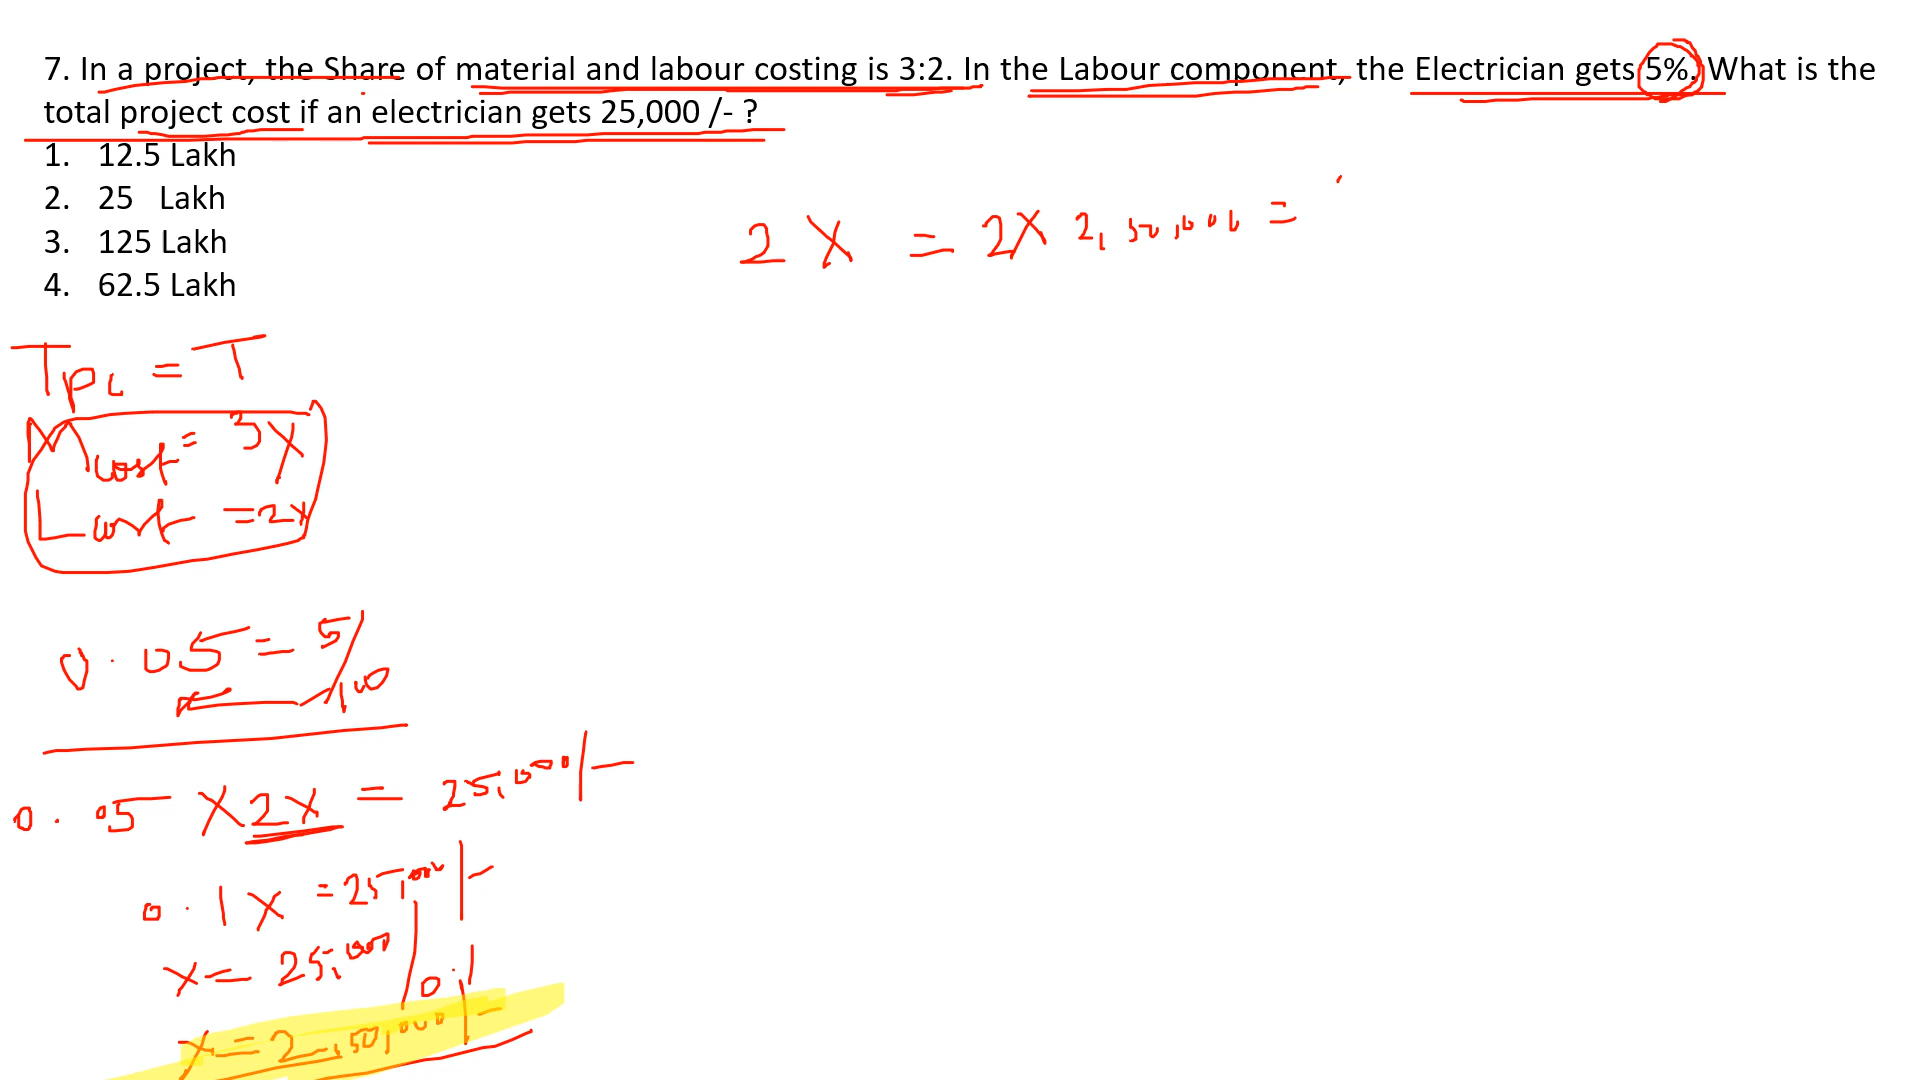 7. In a project, the Share of material and labour costing is 3:2. In the Labour component, the Electrician gets 5%. What is the
total project cost if an electrician gets 25,000 /- ?
1. 12.5 Lakh
2. 25 Lakh
3. 125 Lakh
4. 62.5 Lakh
2x = 2x 2,50,000 =
TPC = T
Mcost = 3x
Lcost = 2x
0.05 = 5/100
0.05 x 2x = 25,000/-
0.1x = 25,000/-
x = 25,000/0.1
x = 2,50,000/-